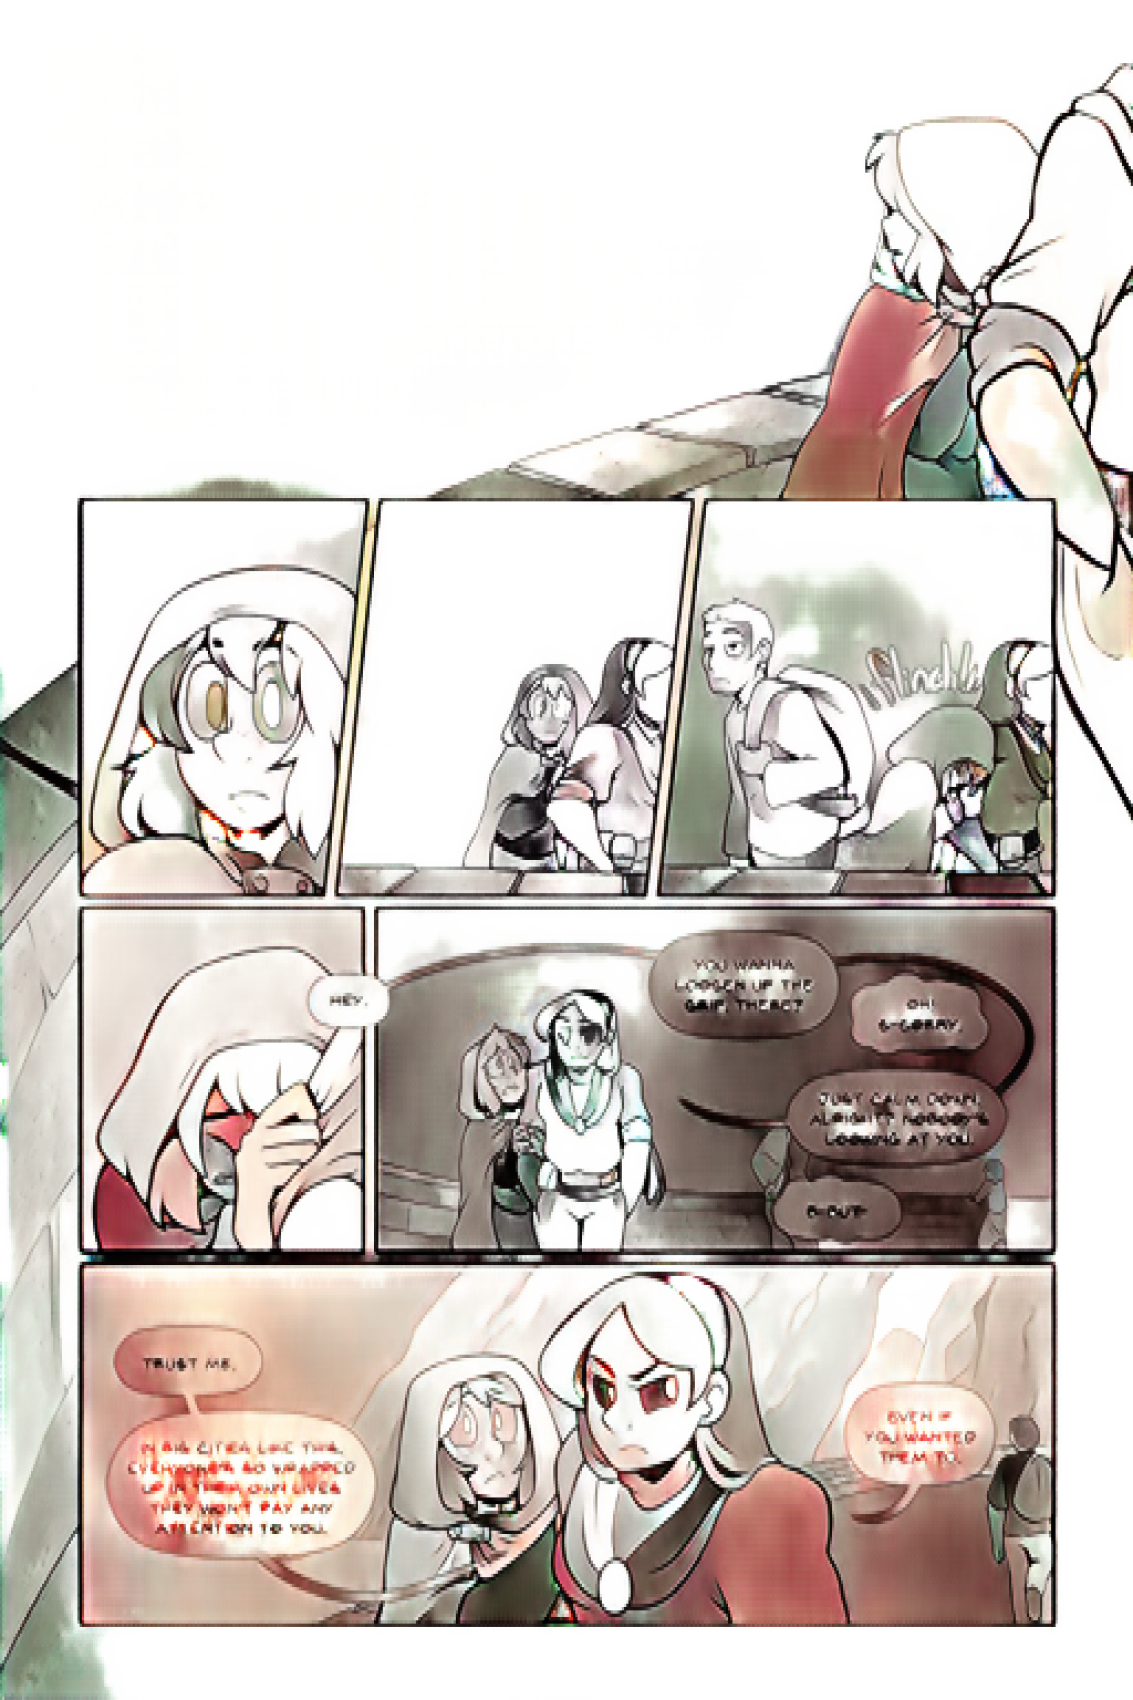 flinch
HEY.
YOU WANNA
LOOSEN UP THE
GRIP, THERE?
OH!
S-SORRY.
JUST CALM DOWN,
ALRIGHT? NOBODY'S
LOOKING AT YOU.
B-BUT-
TRUST ME.
IN BIG CITIES LIKE THIS,
EVERYONE'S SO WRAPPED
UP IN THEIR OWN LIVES
THEY WON'T PAY ANY
ATTENTION TO YOU.
EVEN IF
YOU WANTED
THEM TO.